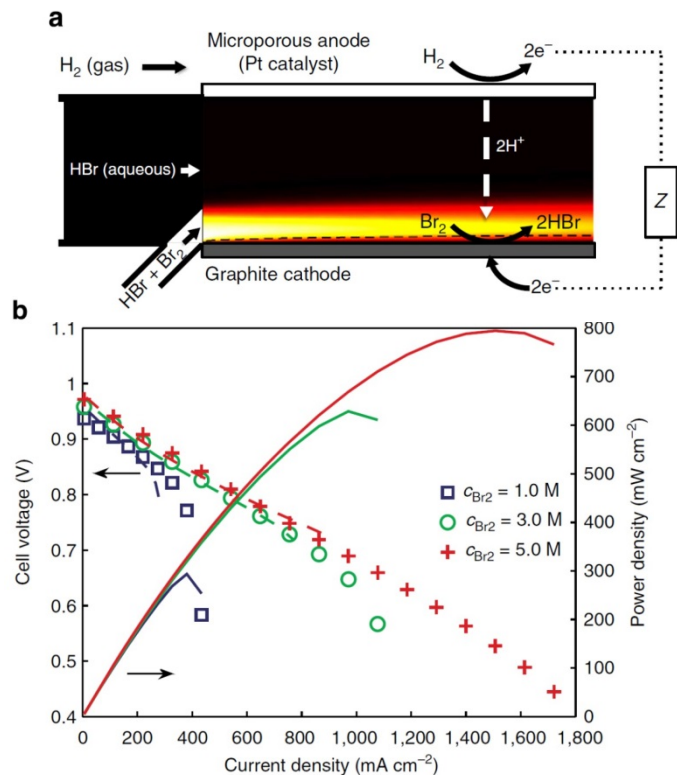 a
Microporous anode
(Pt catalyst)
H₂ (gas)
H₂
2e⁻
HBr (aqueous)
2H⁺
Z
Br₂
2HBr
HBr + Br₂
Graphite cathode
2e⁻
b
1.1
1
0.9
0.8
0.7
0.6
0.5
0.4
Cell voltage (V)
800
700
600
500
400
300
200
100
0
Power density (mW cm⁻²)
c_Br2 = 1.0 M
c_Br2 = 3.0 M
c_Br2 = 5.0 M
0 200 400 600 800 1,000 1,200 1,400 1,600 1,800
Current density (mA cm⁻²)